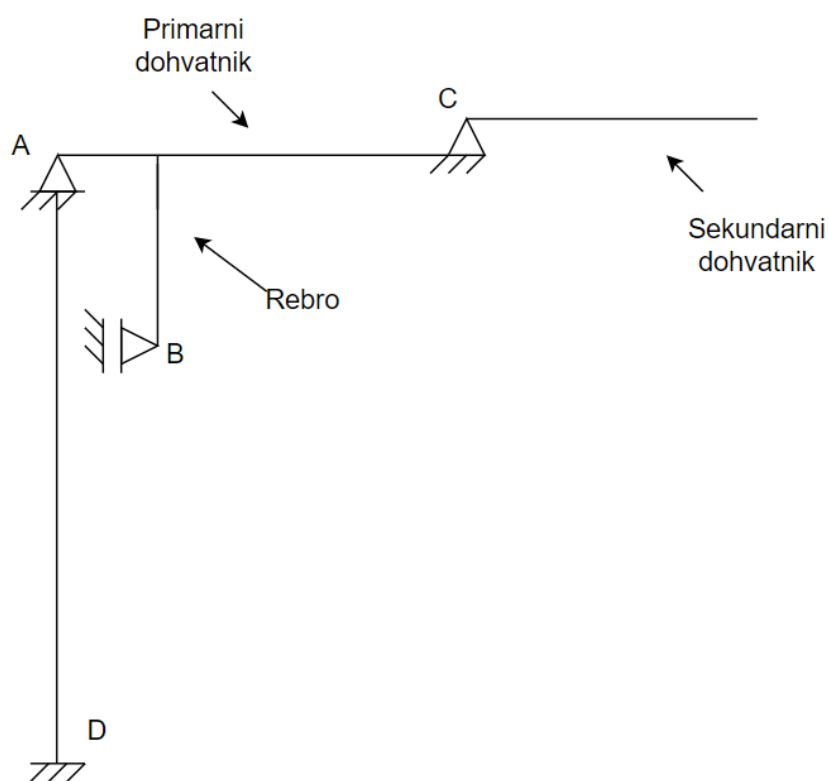 Primarni
dohvatnik
C
A
Sekundarni
dohvatnik
Rebro
B
D